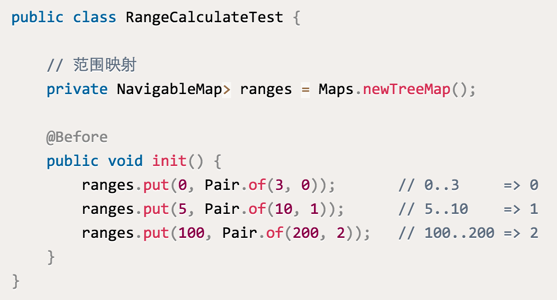 public class RangeCalculateTest {
// 范围映射
private NavigableMap> ranges = Maps.newTreeMap();
@Before
public void init() {
ranges.put(0, Pair.of(3, 0)); // 0..3 => 0
ranges.put(5, Pair.of(10, 1)); // 5..10 => 1
ranges.put(100, Pair.of(200, 2)); // 100..200 => 2
}
}